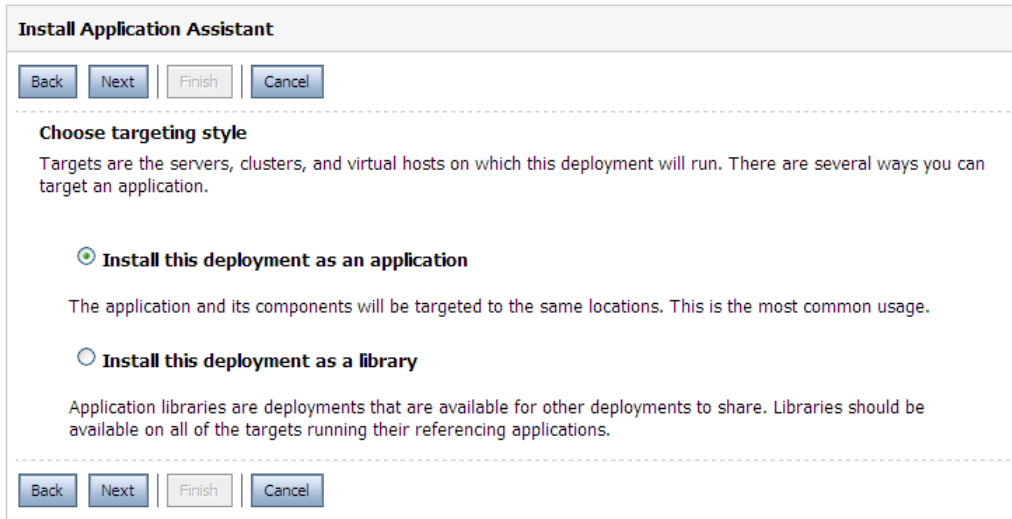 Install Application Assistant
Back Next Finish Cancel
Choose targeting style
Targets are the servers, clusters, and virtual hosts on which this deployment will run. There are several ways you can
target an application.
Install this deployment as an application
The application and its components will be targeted to the same locations. This is the most common usage.
Install this deployment as a library
Application libraries are deployments that are available for other deployments to share. Libraries should be
available on all of the targets running their referencing applications.
Back Next Finish Cancel